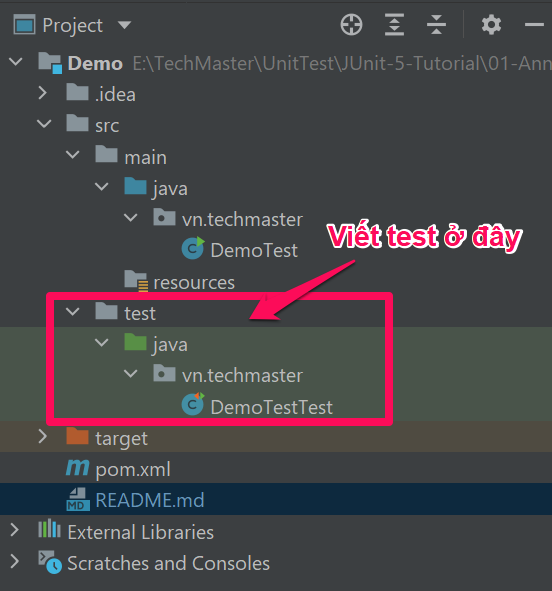 Project
Demo E:\TechMaster\UnitTest\JUnit-5-Tutorial\01-Ann
.idea
src
main
java
vn.techmaster
Viết test ở đây
DemoTest
resources
test
java
vn.techmaster
DemoTestTest
target
pom.xml
README.md
External Libraries
Scratches and Consoles